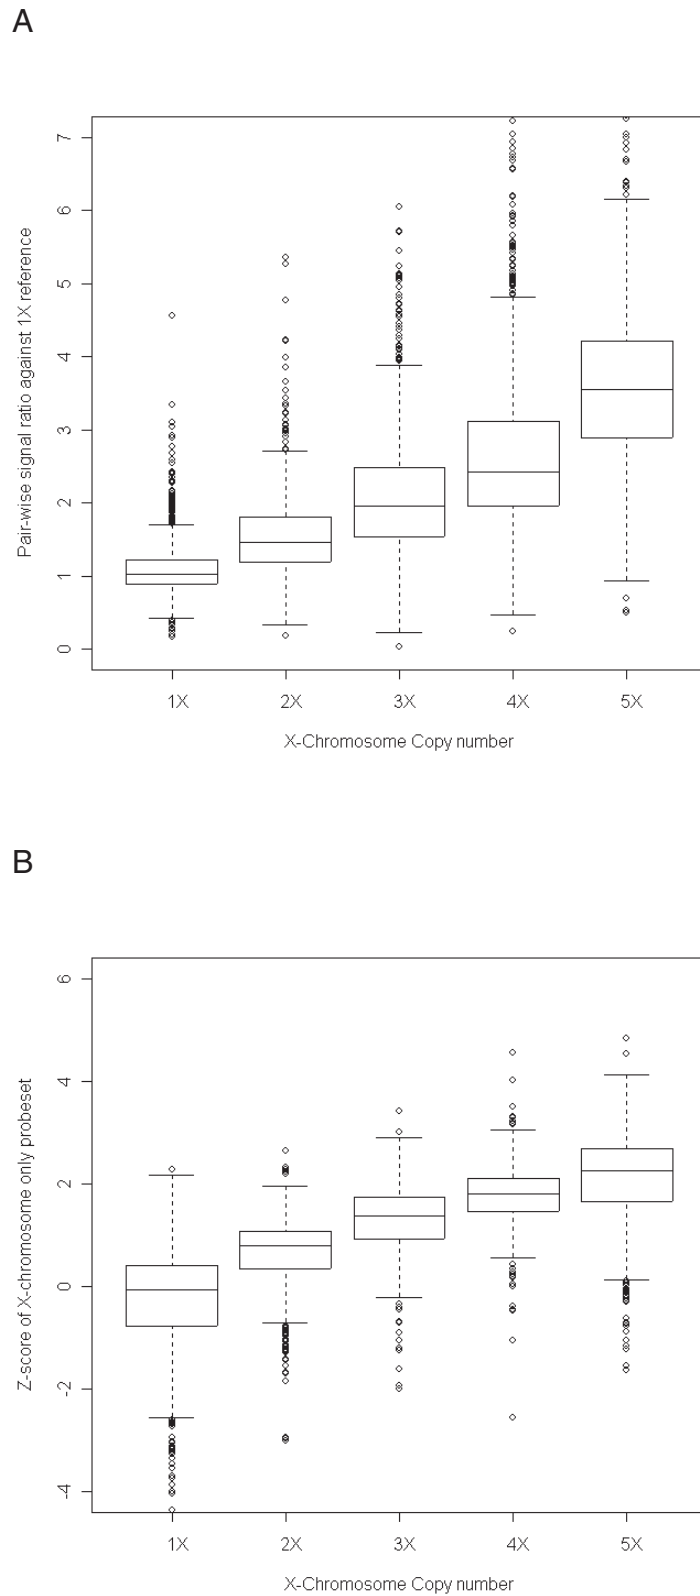 A
Pair-wise signal ratio against 1X reference
7
6
5
4
3
2
1
0
1X 2X 3X 4X 5X
X-Chromosome Copy number
B
Z-score of X-chromosome only probeset
6
4
2
0
-2
-4
1X 2X 3X 4X 5X
X-Chromosome Copy number